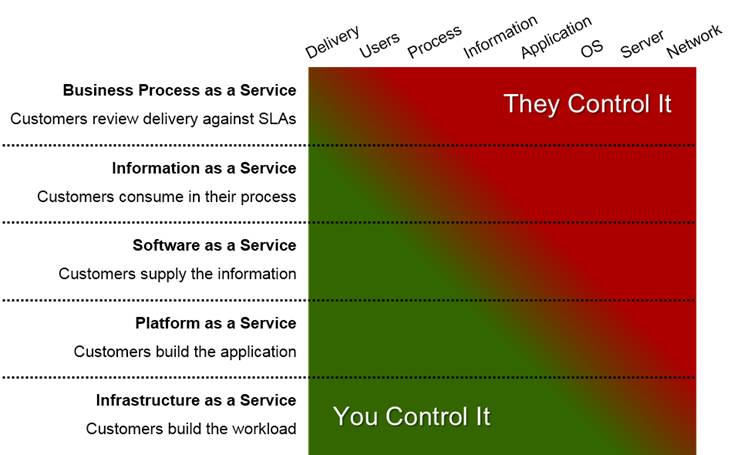 Delivery
Users
Process
Information
Application
OS
Server
Network
Business Process as a Service
Customers review delivery against SLAs
They Control It
Information as a Service
Customers consume in their process
Software as a Service
Customers supply the information
Platform as a Service
Customers build the application
Infrastructure as a Service
Customers build the workload
You Control It